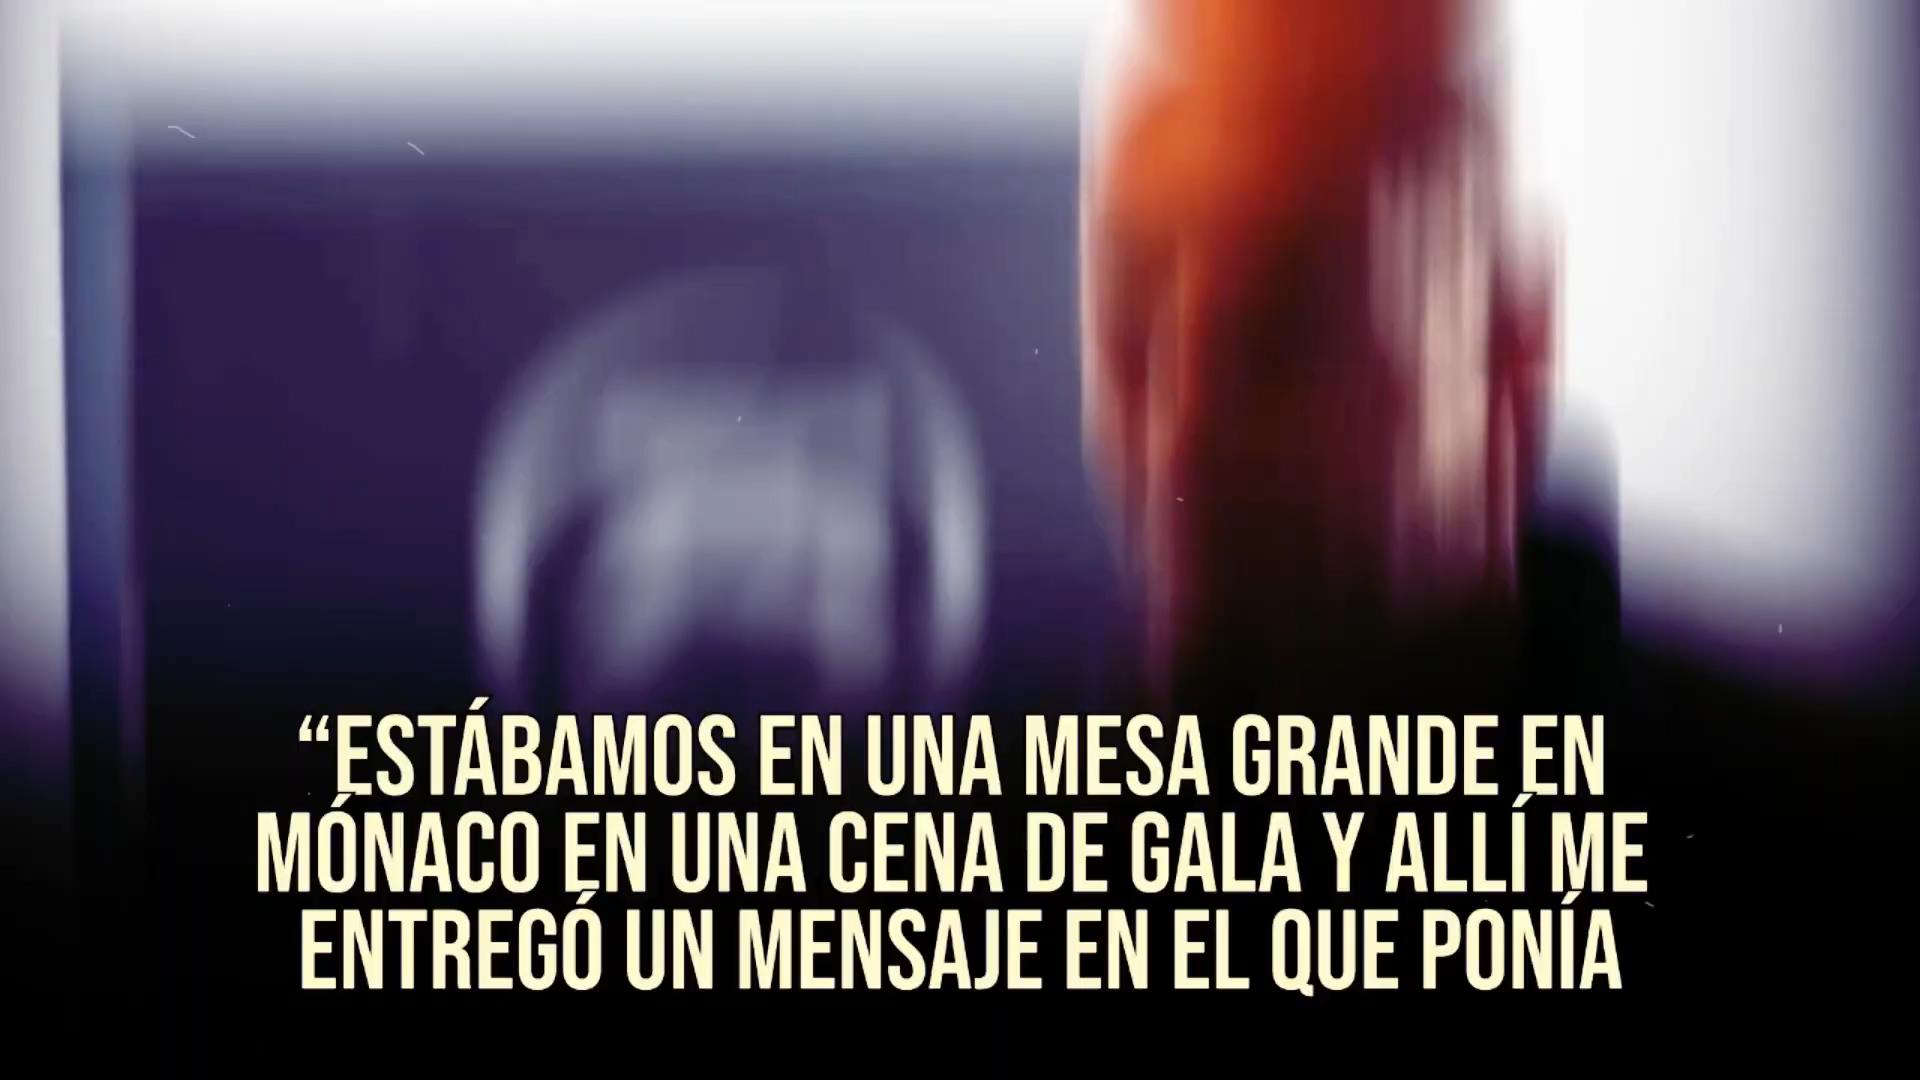 “ESTÁBAMOS EN UNA MESA GRANDE EN
MÓNACO EN UNA CENA DE GALA Y ALLÍ ME
ENTREGÓ UN MENSAJE EN EL QUE PONÍA